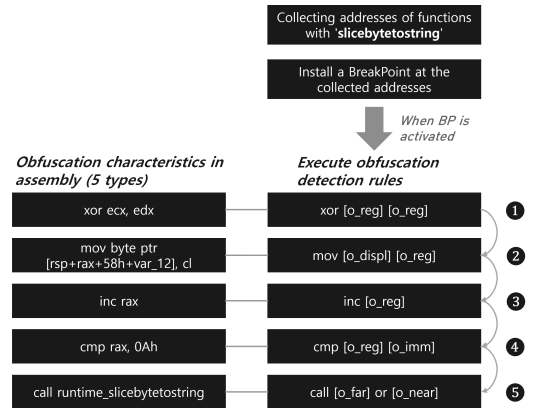 Collecting addresses of functions
with 'slicebytetostring'
Install a BreakPoint at the
collected addresses
When BP is
activated
Obfuscation characteristics in
assembly (5 types)
Execute obfuscation
detection rules
xor ecx, edx
xor [o_reg] [o_reg]
1
mov byte ptr
[rsp+rax+58h+var_12], cl
mov [o_displ] [o_reg]
2
inc rax
inc [o_reg]
3
cmp rax, 0Ah
cmp [o_reg] [o_imm]
4
call runtime_slicebytetostring
call [o_far] or [o_near]
5